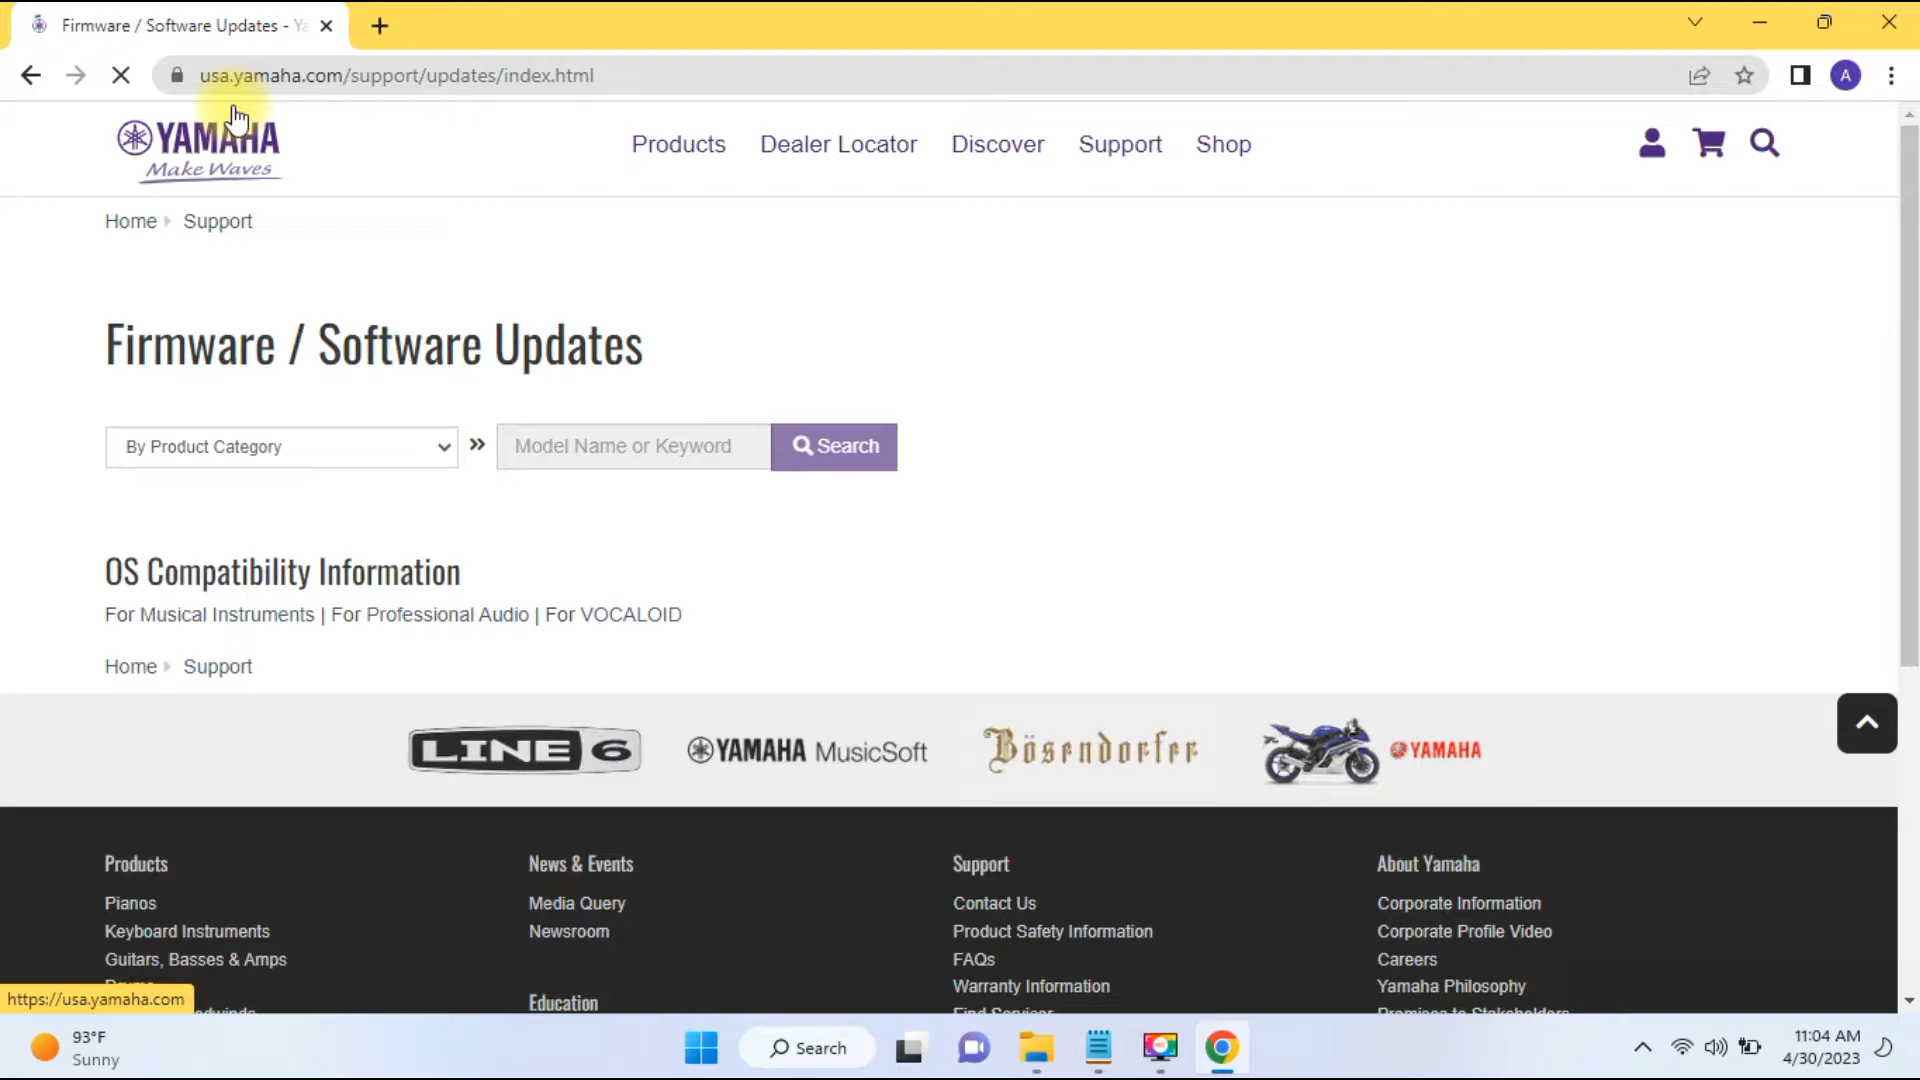 Firmware / Software Updates - Ya
usa.yamaha.com/support/updates/index.html
A
YAMAHA
Make Waves
Products Dealer Locator Discover Support Shop
Home Support
Firmware / Software Updates
By Product Category » Model Name or Keyword Search
OS Compatibility Information
For Musical Instruments | For Professional Audio | For VOCALOID
Home Support
LINE 6 YAMAHA MusicSoft Bösendorfer YAMAHA
Products News & Events Support About Yamaha
Pianos Media Query Contact Us Corporate Information
Keyboard Instruments Newsroom Product Safety Information Corporate Profile Video
Guitars, Basses & Amps FAQs Careers
Warranty Information Yamaha Philosophy
https://usa.yamaha.com Education
93°F Search 11:04 AM
Sunny 4/30/2023